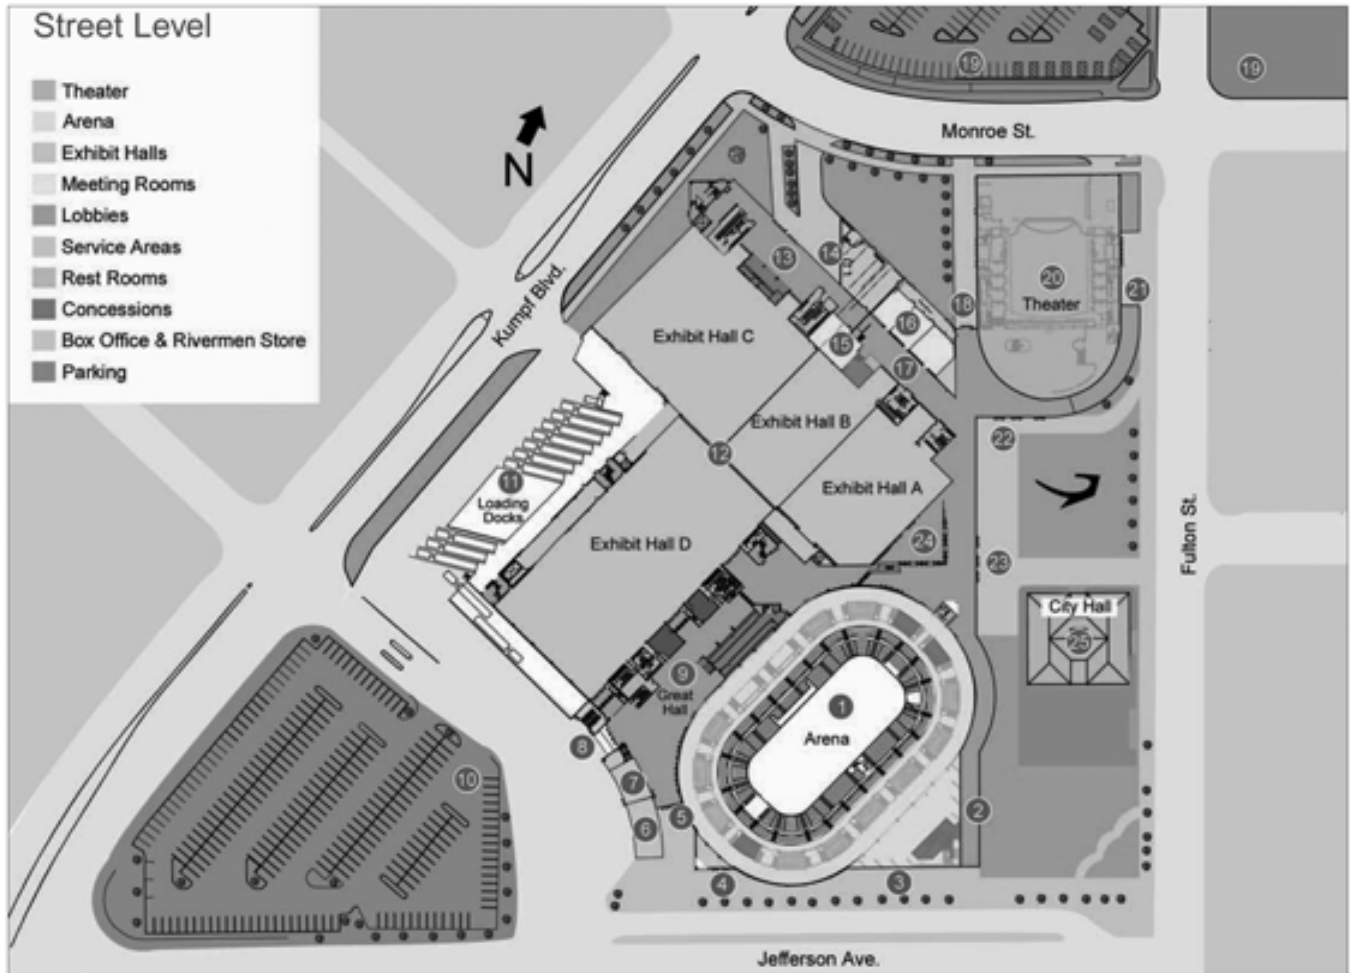 Street Level
Theater
Arena
Exhibit Halls
Meeting Rooms
Lobbies
Service Areas
Rest Rooms
Concessions
Box Office & Rivermen Store
Parking
N
19
19
Monroe St.
Kumpf Blvd.
13
14
18
20
Theater
21
Exhibit Hall C
15
16
17
Exhibit Hall B
12
22
11
Loading
Docks
Exhibit Hall A
Exhibit Hall D
24
23
Fulton St.
City Hall
25
9
Great
Hall
1
Arena
8
7
10
6
5
2
4
3
Jefferson Ave.